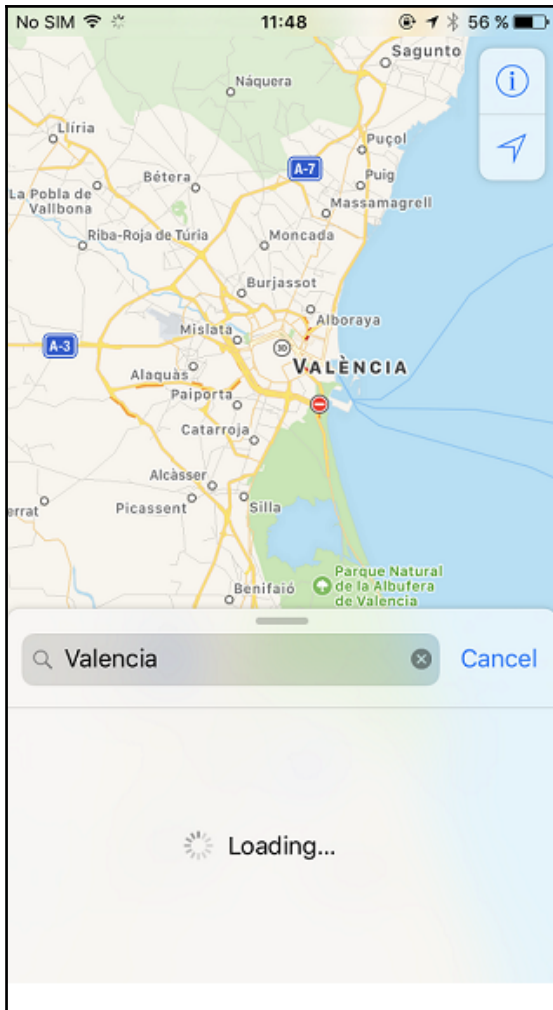 No SIM 11:48 56 %
Sagunto
Náquera
Llíria
Puçol
A-7
Bétera
Puig
La Pobla de
Vallbona
Massamagrell
Riba-Roja de Túria
Moncada
Burjassot
Alboraya
Mislata
A-3
30
VALÈNCIA
Alaquàs
Paiporta
Catarroja
Alcàsser
errat
Picassent
Silla
Parque Natural
de la Albufera
de Valencia
Benifaió
Valencia
Cancel
Loading...